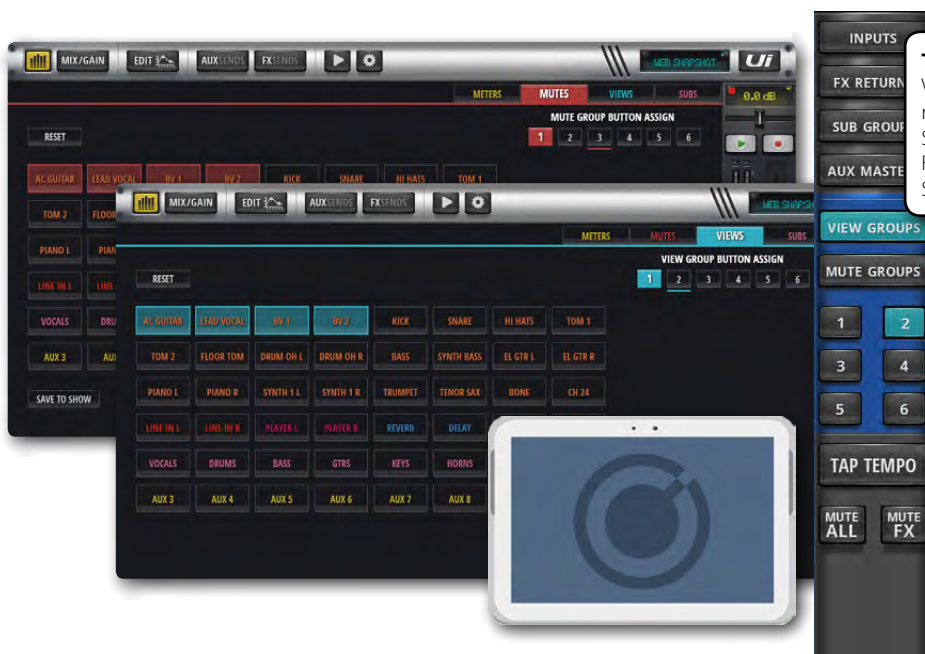 MIX/GAIN EDIT AUXSENDS FXSENDS WEB SNAPSHOT Ui
METERS MUTES VIEWS SUBS 0.0 dB
MUTE GROUP BUTTON ASSIGN
RESET 1 2 3 4 5 6
AC GUITAR LEAD VOCAL BV 1 BV 2 KICK SNARE HI HATS TOM 1
TOM 2 FLOOR
PIANO L
LINE IN L LINE
VOCALS
AUX 3
SAVE TO SHOW
MIX/GAIN EDIT AUXSENDS FXSENDS
METERS MUTES VIEWS SUBS
VIEW GROUP BUTTON ASSIGN
RESET 1 2 3 4 5 6
AC GUITAR LEAD VOCAL BV 1 BV 2 KICK SNARE HI HATS TOM 1
TOM 2 FLOOR TOM DRUM OH L DRUM OH R BASS SYNTH BASS EL GTR L EL GTR R
PIANO L PIANO R SYNTH 1 L SYNTH 1 R TRUMPET TENOR SAX BONE CH 24
LINE IN L LINE IN R PLAYER L PLAYER R REVERB DELAY
VOCALS DRUMS BASS GTRS KEYS HORNS
AUX 3 AUX 4 AUX 5 AUX 6 AUX 7 AUX 8
INPUTS
FX RETURN
SUB GROUP
AUX MASTE
VIEW GROUPS
MUTE GROUPS
1 2
3 4
5 6
TAP TEMPO
MUTE ALL MUTE FX